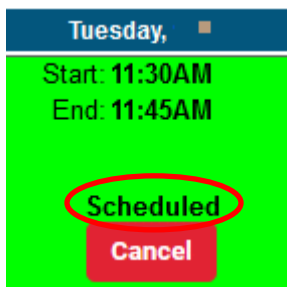 Tuesday,
Start: 11:30AM
End: 11:45AM
Scheduled
Cancel